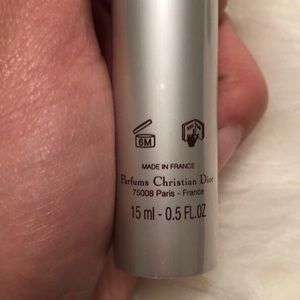 6M
MADE IN FRANCE
Parfums Christian Dior
75008 Paris - France
15 ml - 0.5 FL.OZ